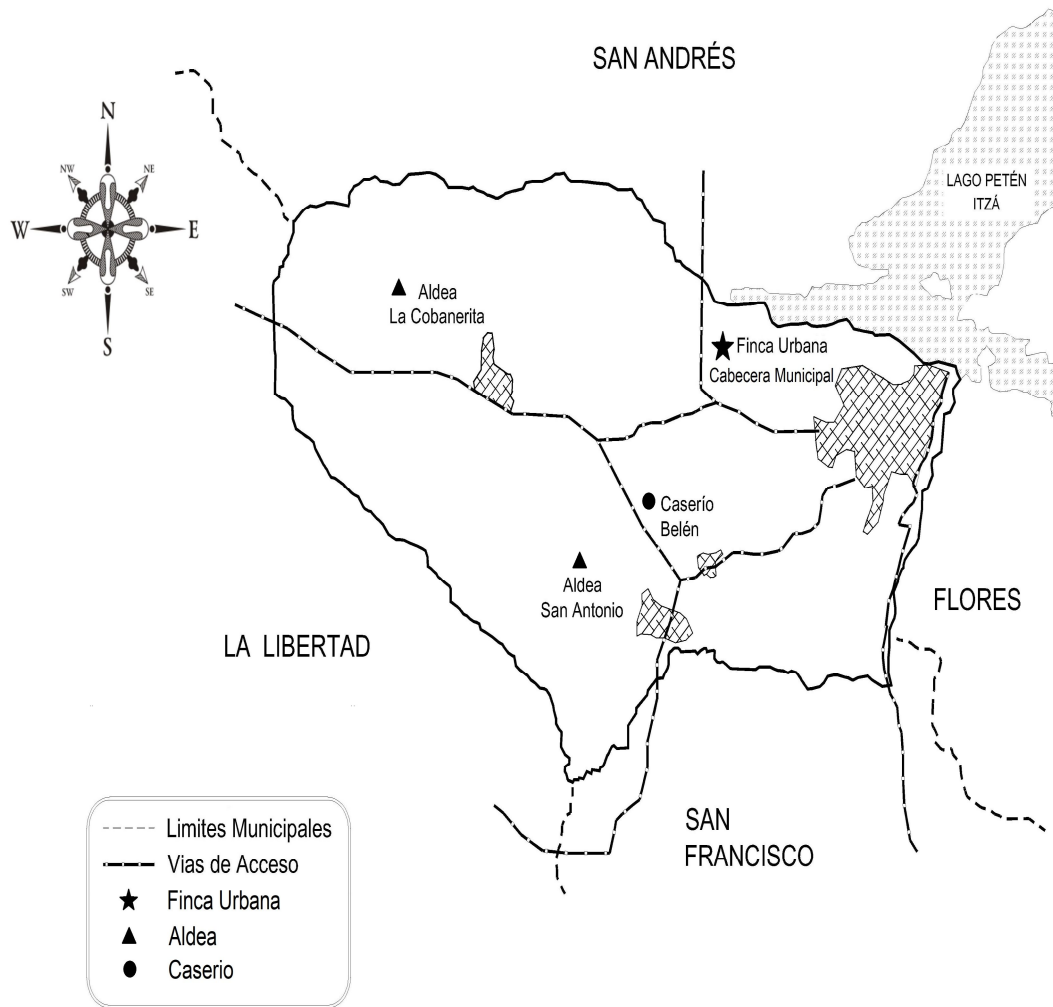 SAN ANDRÉS
N
NW
NE
W
E
SW
SE
S
LAGO PETÉN
ITZÁ
Aldea
La Cobanerita
Finca Urbana
Cabecera Municipal
Caserío
Belén
Aldea
San Antonio
FLORES
LA LIBERTAD
SAN
FRANCISCO
Limites Municipales
Vias de Acceso
Finca Urbana
Aldea
Caserio